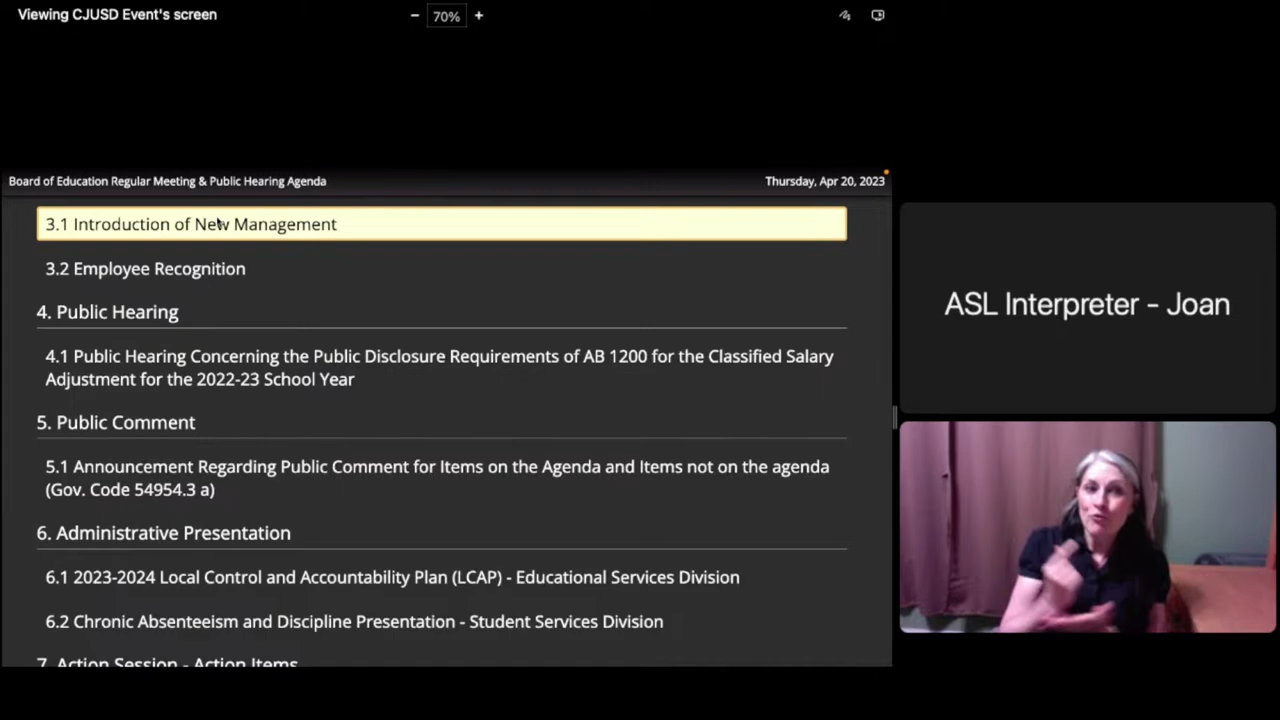 Viewing CJUSD Event's screen
− 70% +
Board of Education Regular Meeting & Public Hearing Agenda
Thursday, Apr 20, 2023
3.1 Introduction of New Management
3.2 Employee Recognition
4. Public Hearing
4.1 Public Hearing Concerning the Public Disclosure Requirements of AB 1200 for the Classified Salary
Adjustment for the 2022-23 School Year
5. Public Comment
5.1 Announcement Regarding Public Comment for Items on the Agenda and Items not on the agenda
(Gov. Code 54954.3 a)
6. Administrative Presentation
6.1 2023-2024 Local Control and Accountability Plan (LCAP) - Educational Services Division
6.2 Chronic Absenteeism and Discipline Presentation - Student Services Division
7. Action Session - Action Items
ASL Interpreter - Joan